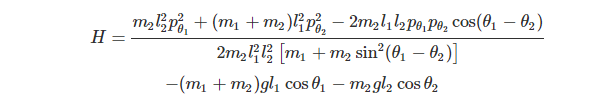 H = \frac{m_2 l_2^2 p_{\theta_1}^2 + (m_1 + m_2) l_1^2 p_{\theta_2}^2 - 2 m_2 l_1 l_2 p_{\theta_1} p_{\theta_2} \cos(\theta_1 - \theta_2)}{2 m_2 l_1^2 l_2^2 [m_1 + m_2 \sin^2(\theta_1 - \theta_2)]}
-(m_1 + m_2) g l_1 \cos\theta_1 - m_2 g l_2 \cos\theta_2